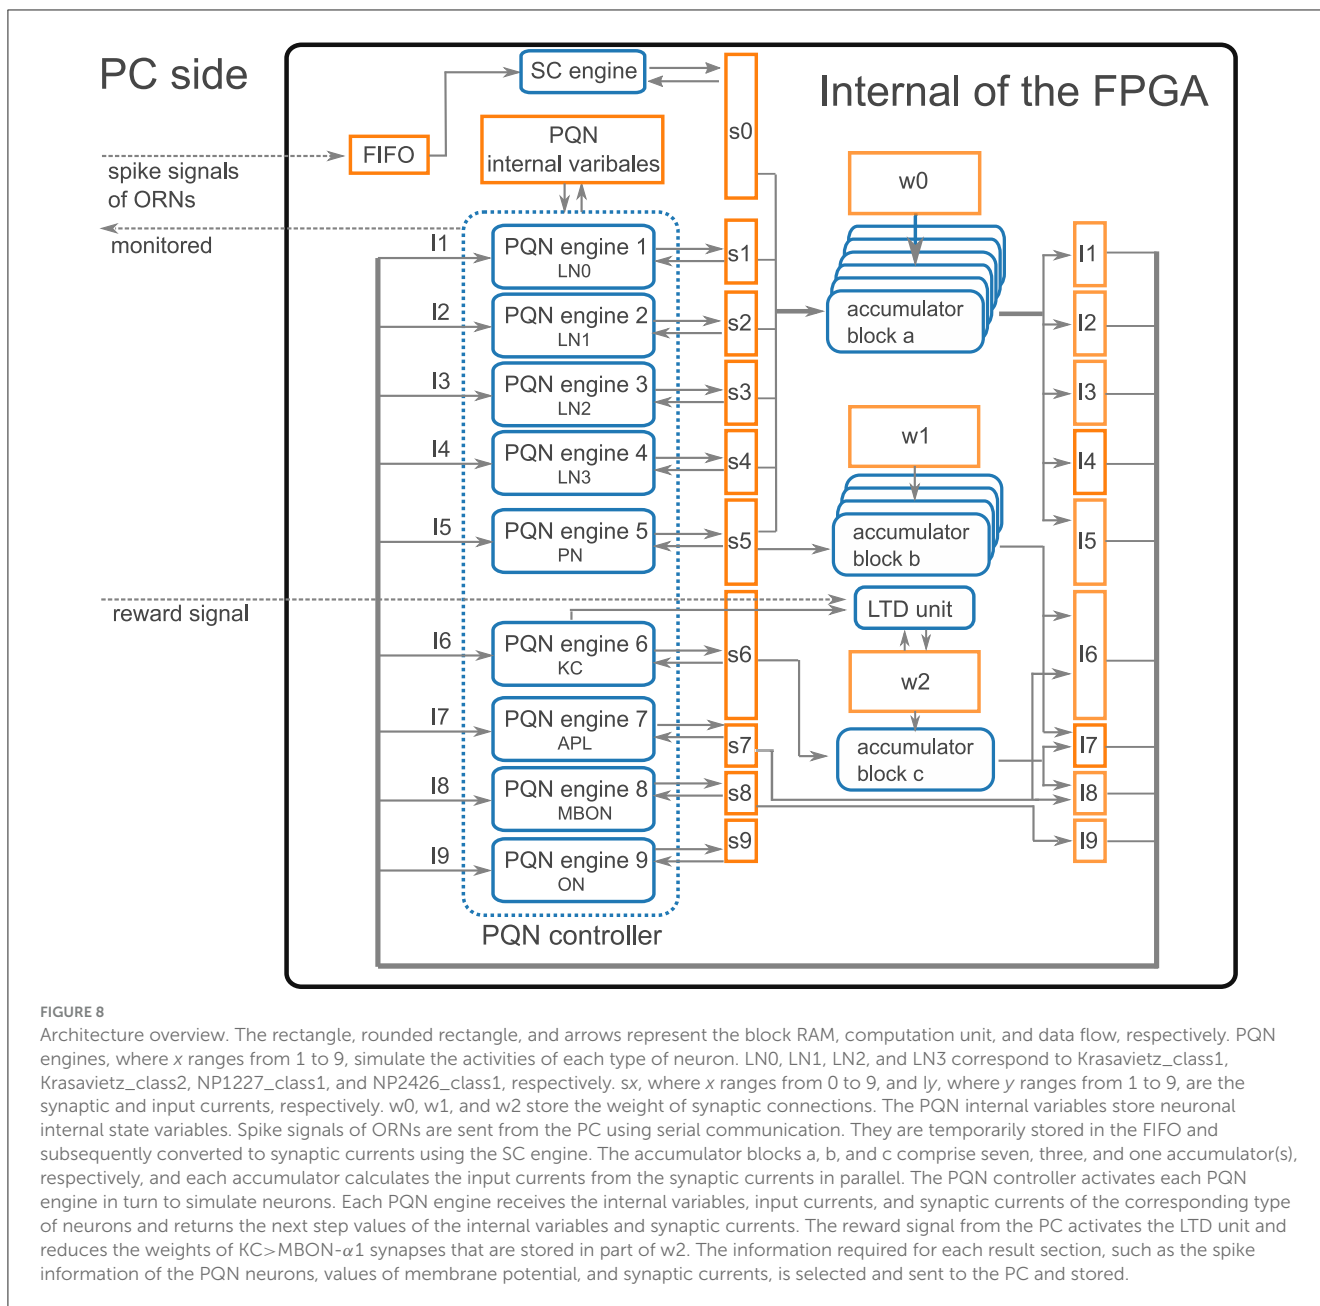 PC side
Internal of the FPGA
SC engine
s0
PQN
internal varibales
FIFO
w0
spike signals
of ORNs
monitored
I1
PQN engine 1
LN0
s1
I1
I2
PQN engine 2
LN1
s2
accumulator
block a
I2
I3
PQN engine 3
LN2
s3
I3
I4
PQN engine 4
LN3
s4
w1
I4
I5
PQN engine 5
PN
s5
accumulator
block b
I5
reward signal
LTD unit
I6
PQN engine 6
KC
s6
w2
I6
I7
PQN engine 7
APL
s7
accumulator
block c
I7
I8
PQN engine 8
MBON
s8
I8
I9
PQN engine 9
ON
s9
I9
PQN controller
FIGURE 8
Architecture overview. The rectangle, rounded rectangle, and arrows represent the block RAM, computation unit, and data flow, respectively. PQN
engines, where x ranges from 1 to 9, simulate the activities of each type of neuron. LN0, LN1, LN2, and LN3 correspond to Krasavietz_class1,
Krasavietz_class2, NP1227_class1, and NP2426_class1, respectively. sx, where x ranges from 0 to 9, and Iy, where y ranges from 1 to 9, are the
synaptic and input currents, respectively. w0, w1, and w2 store the weight of synaptic connections. The PQN internal variables store neuronal
internal state variables. Spike signals of ORNs are sent from the PC using serial communication. They are temporarily stored in the FIFO and
subsequently converted to synaptic currents using the SC engine. The accumulator blocks a, b, and c comprise seven, three, and one accumulator(s),
respectively, and each accumulator calculates the input currents from the synaptic currents in parallel. The PQN controller activates each PQN
engine in turn to simulate neurons. Each PQN engine receives the internal variables, input currents, and synaptic currents of the corresponding type
of neurons and returns the next step values of the internal variables and synaptic currents. The reward signal from the PC activates the LTD unit and
reduces the weights of KC>MBON-α1 synapses that are stored in part of w2. The information required for each result section, such as the spike
information of the PQN neurons, values of membrane potential, and synaptic currents, is selected and sent to the PC and stored.